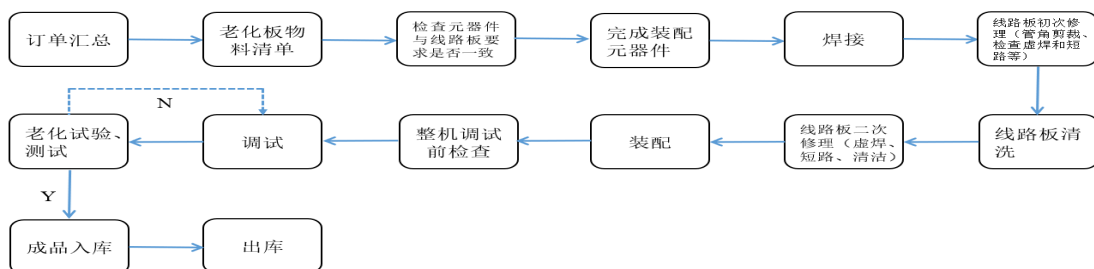 订单汇总
老化板物
料清单
检查元器件
与线路板要
求是否一致
完成装配
元器件
焊接
线路板初次修
理（管角剪裁、
检查虚焊和短
路等）
N
老化试验、
测试
调试
整机调试
前检查
装配
线路板二次
修理（虚焊、
短路、清洁）
线路板清
洗
Y
成品入库
出库